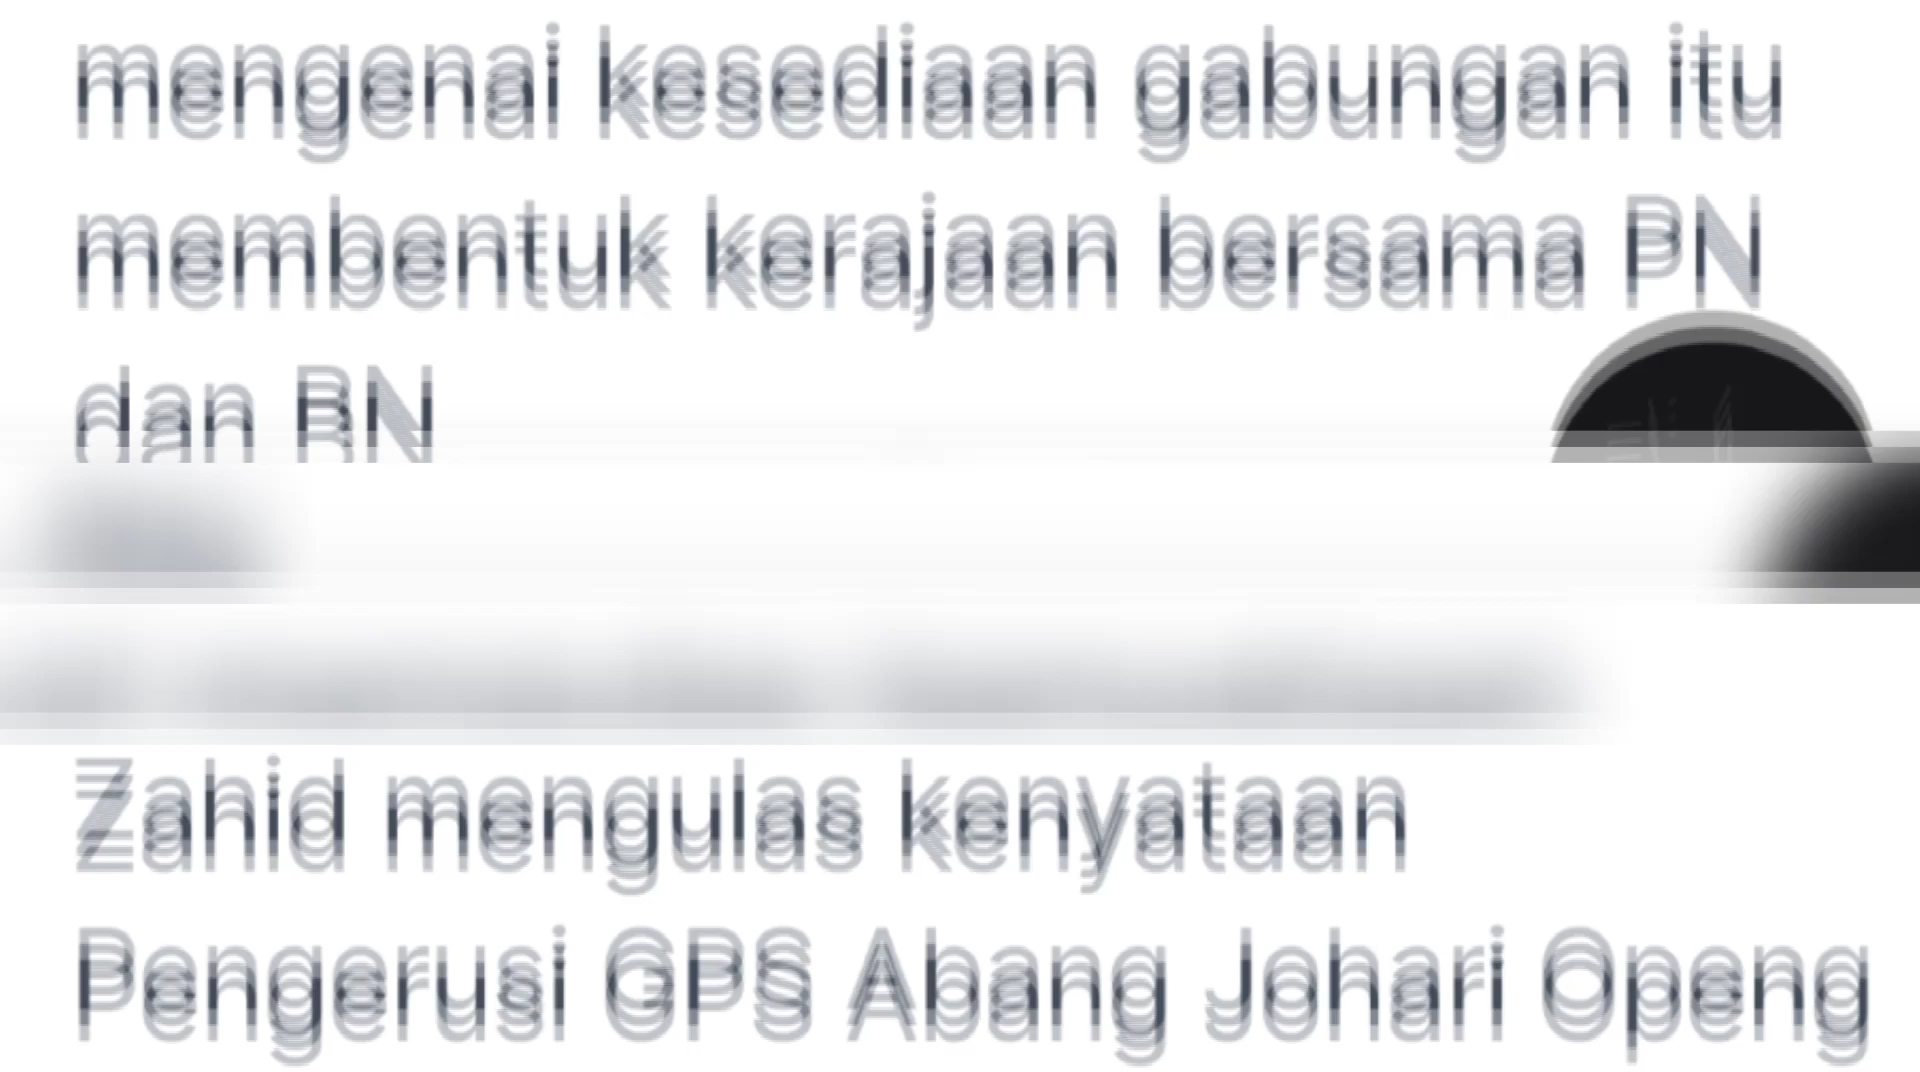 mengenai kesediaan gabungan itu
membentuk kerajaan bersama PN
dan BN
Zahid mengulas kenyataan
Pengerusi GPS Abang Johari Openg